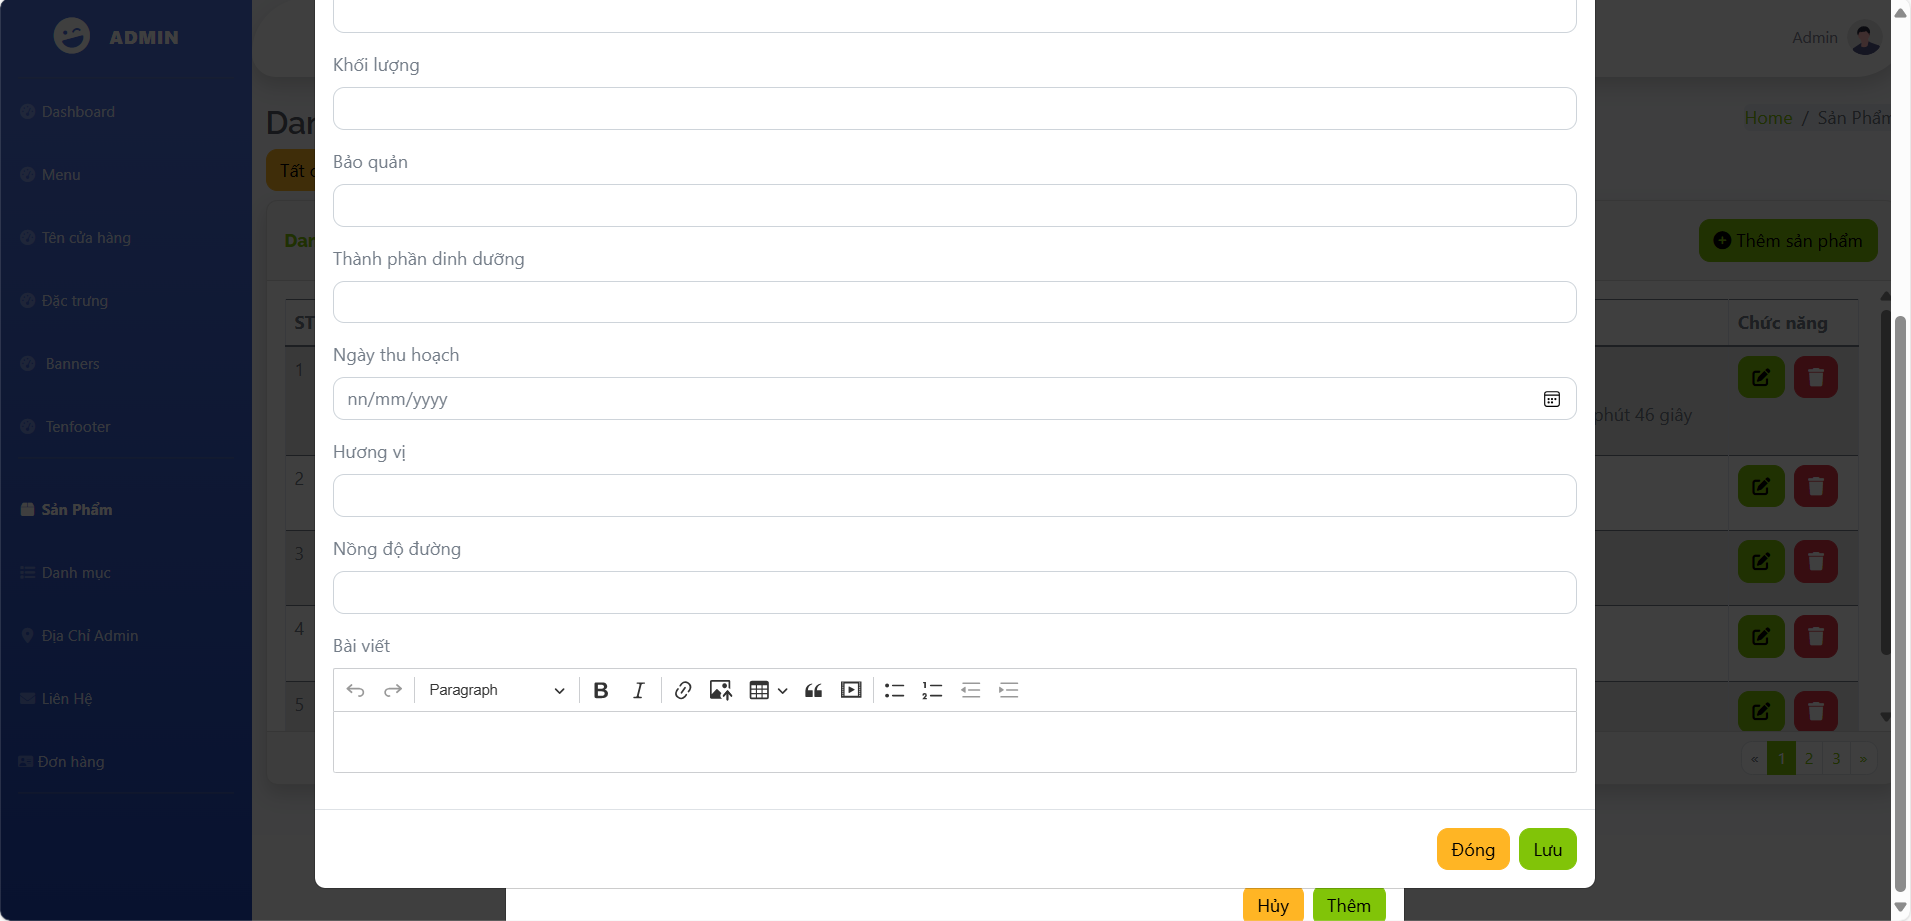 ADMIN
Dashboard
Menu
Tên cửa hàng
Đặc trưng
Banners
Tenfooter
Sản Phẩm
Danh mục
Địa Chỉ Admin
Liên Hệ
Đơn hàng
Admin
Home / Sản Phẩm
Tất
Thêm sản phẩm
Chức năng
1
phút 46 giây
2
3
4
5
« 1 2 3 »
Khối lượng
Bảo quản
Thành phần dinh dưỡng
Ngày thu hoạch
nn/mm/yyyy
Hương vị
Nồng độ đường
Bài viết
Paragraph
Đóng Lưu
Hủy Thêm